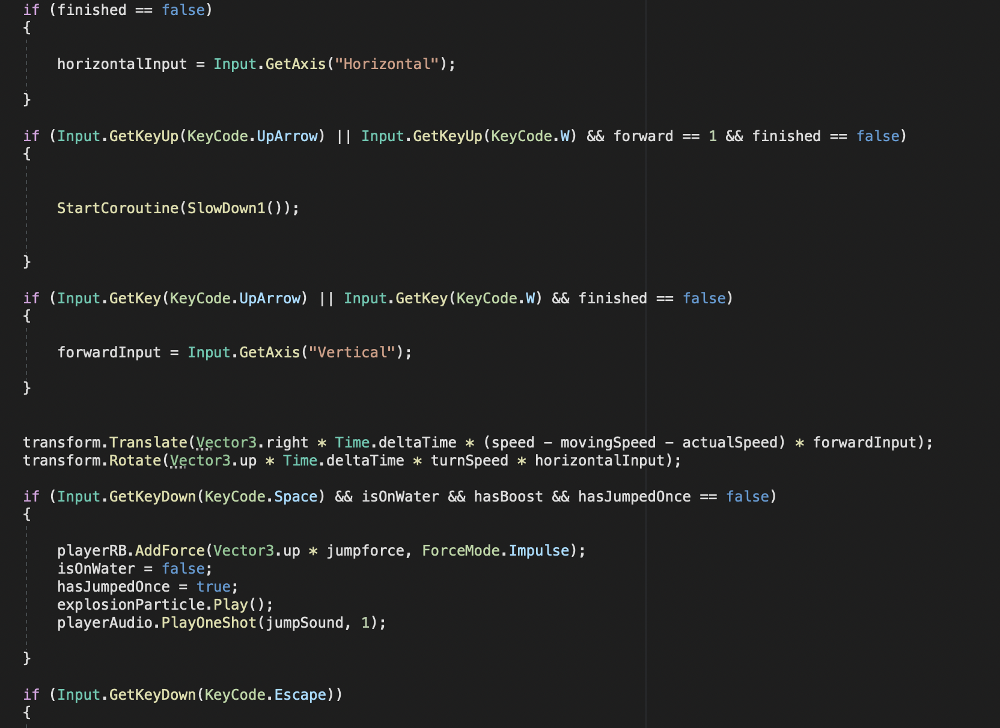 if (finished == false)
{
horizontalInput = Input.GetAxis("Horizontal");
}
if (Input.GetKeyUp(KeyCode.UpArrow) || Input.GetKeyUp(KeyCode.W) && forward == 1 && finished == false)
{
StartCoroutine(SlowDown1());
}
if (Input.GetKey(KeyCode.UpArrow) || Input.GetKey(KeyCode.W) && finished == false)
{
forwardInput = Input.GetAxis("Vertical");
}
transform.Translate(Vector3.right * Time.deltaTime * (speed - movingSpeed - actualSpeed) * forwardInput);
transform.Rotate(Vector3.up * Time.deltaTime * turnSpeed * horizontalInput);
if (Input.GetKeyDown(KeyCode.Space) && isOnWater && hasBoost && hasJumpedOnce == false)
{
playerRB.AddForce(Vector3.up * jumpforce, ForceMode.Impulse);
isOnWater = false;
hasJumpedOnce = true;
explosionParticle.Play();
playerAudio.PlayOneShot(jumpSound, 1);
}
if (Input.GetKeyDown(KeyCode.Escape))
{